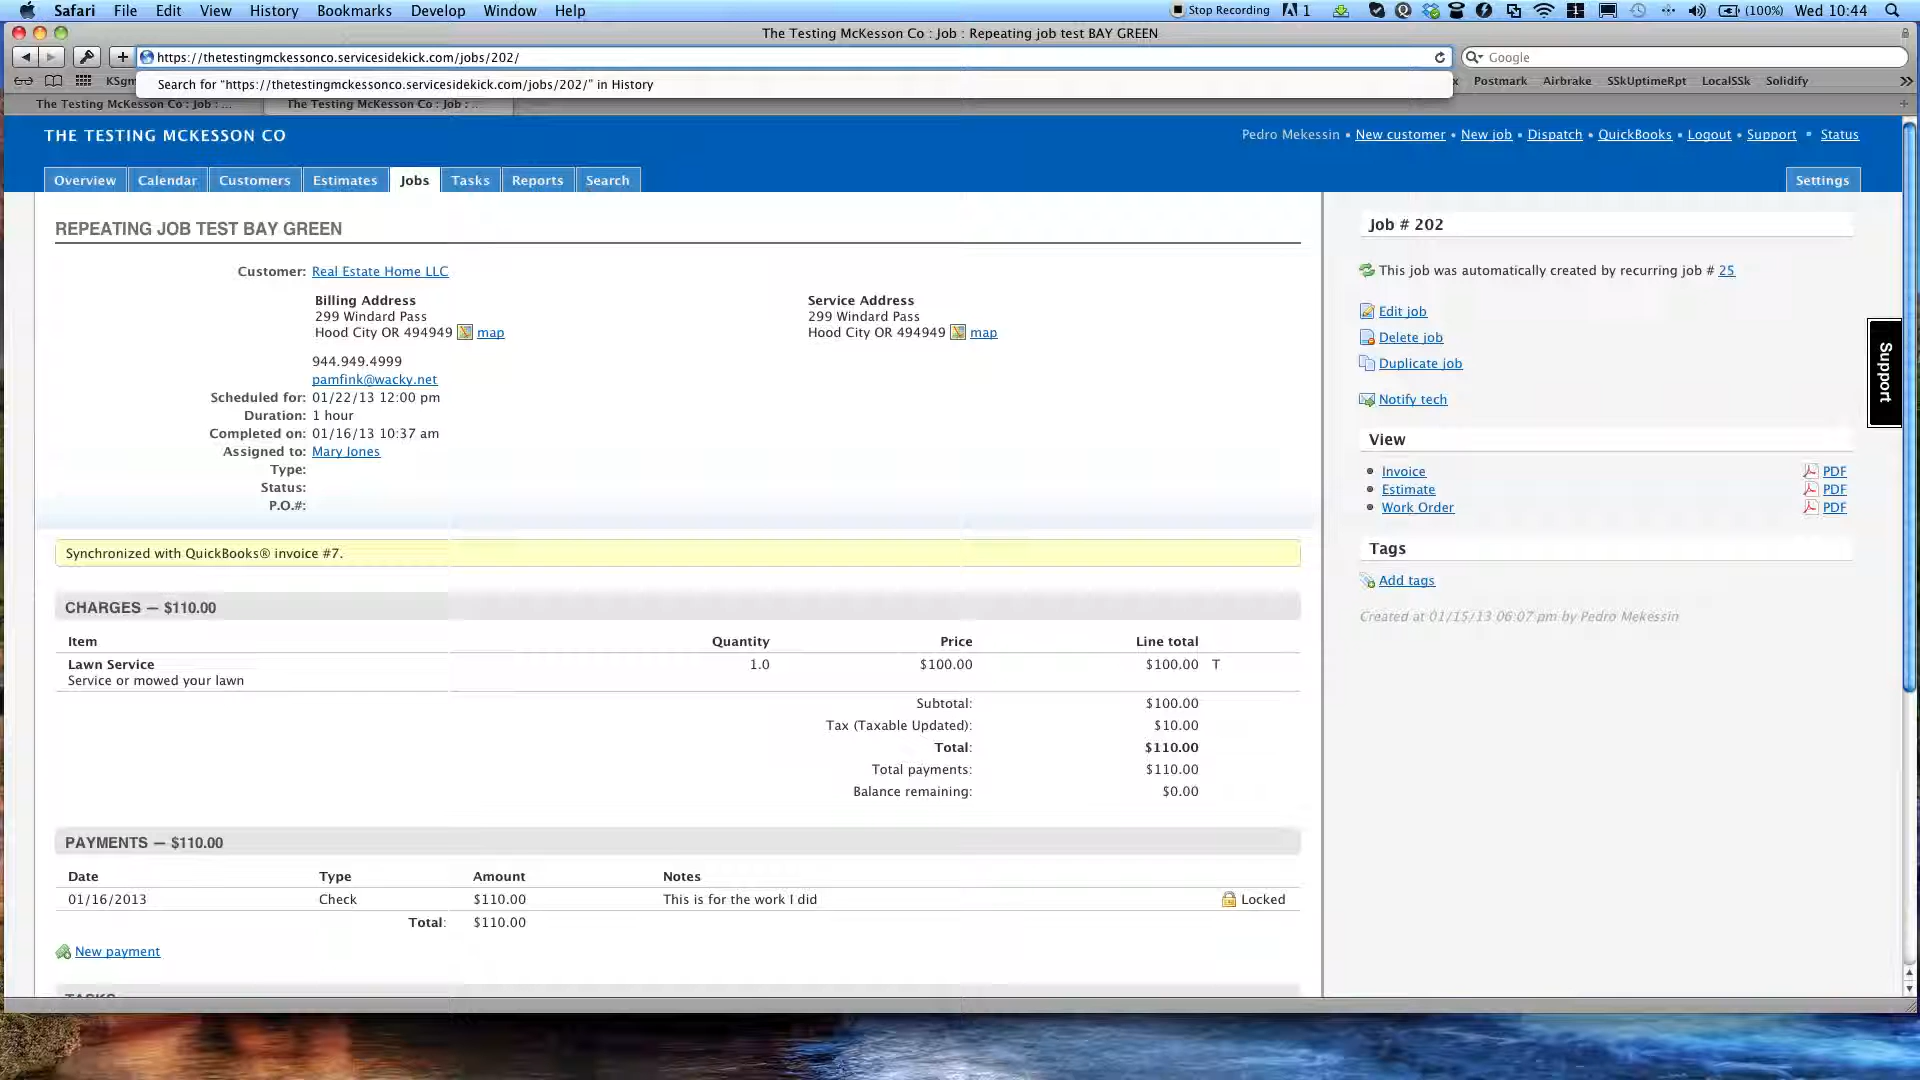 Safari File Edit View History Bookmarks Develop Window Help Stop Recording 1 (100%) Wed 10:44
The Testing McKesson Co : Job : Repeating job test BAY GREEN
https://thetestingmckessonco.servicesidekick.com/jobs/202/ Google
Search for "https://thetestingmckessonco.servicesidekick.com/jobs/202/" in History
Postmark Airbrake SSkUptimeRpt LocalSSk Solidify
The Testing McKesson Co : Job : ... The Testing McKesson Co : Job : ...
THE TESTING MCKESSON CO
Pedro Mekessin • New customer • New job • Dispatch • QuickBooks • Logout • Support • Status
Overview Calendar Customers Estimates Jobs Tasks Reports Search Settings
REPEATING JOB TEST BAY GREEN
Customer: Real Estate Home LLC
Billing Address
299 Windard Pass
Hood City OR 494949 map
Service Address
299 Windard Pass
Hood City OR 494949 map
944.949.4999
pamfink@wacky.net
Scheduled for: 01/22/13 12:00 pm
Duration: 1 hour
Completed on: 01/16/13 10:37 am
Assigned to: Mary Jones
Type:
Status:
P.O.#:
Synchronized with QuickBooks® invoice #7.
CHARGES — $110.00
Item Quantity Price Line total
Lawn Service 1.0 $100.00 $100.00 T
Service or mowed your lawn
Subtotal: $100.00
Tax (Taxable Updated): $10.00
Total: $110.00
Total payments: $110.00
Balance remaining: $0.00
PAYMENTS — $110.00
Date Type Amount Notes
01/16/2013 Check $110.00 This is for the work I did Locked
Total: $110.00
New payment
TASKS
Job # 202
This job was automatically created by recurring job # 25
Edit job
Delete job
Duplicate job
Notify tech
View
• Invoice PDF
• Estimate PDF
• Work Order PDF
Tags
Add tags
Created at 01/15/13 06:07 pm by Pedro Mekessin
Support